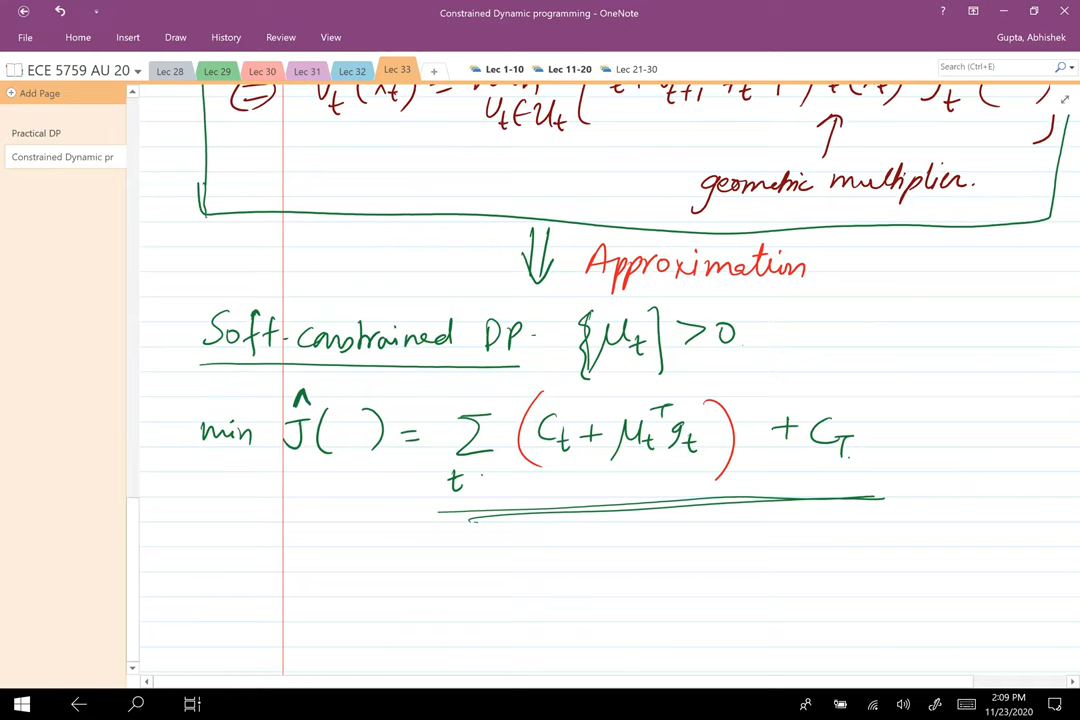 Constrained Dynamic programming - OneNote
Gupta, Abhishek
File Home Insert Draw History Review View
ECE 5759 AU 20 Lec 28 Lec 29 Lec 30 Lec 31 Lec 32 Lec 33 Lec 1-10 Lec 11-20 Lec 21-30 Search (Ctrl+E)
Add Page
Practical DP
Constrained Dynamic pr
u_t ∈ U_t
geometric multiplier.
⇓ Approximation
Soft-constrained DP. {μ_t} > 0
min Ĵ( ) = Σ_t (C_t + μ_t^T g_t) + C_T
2:09 PM
11/23/2020